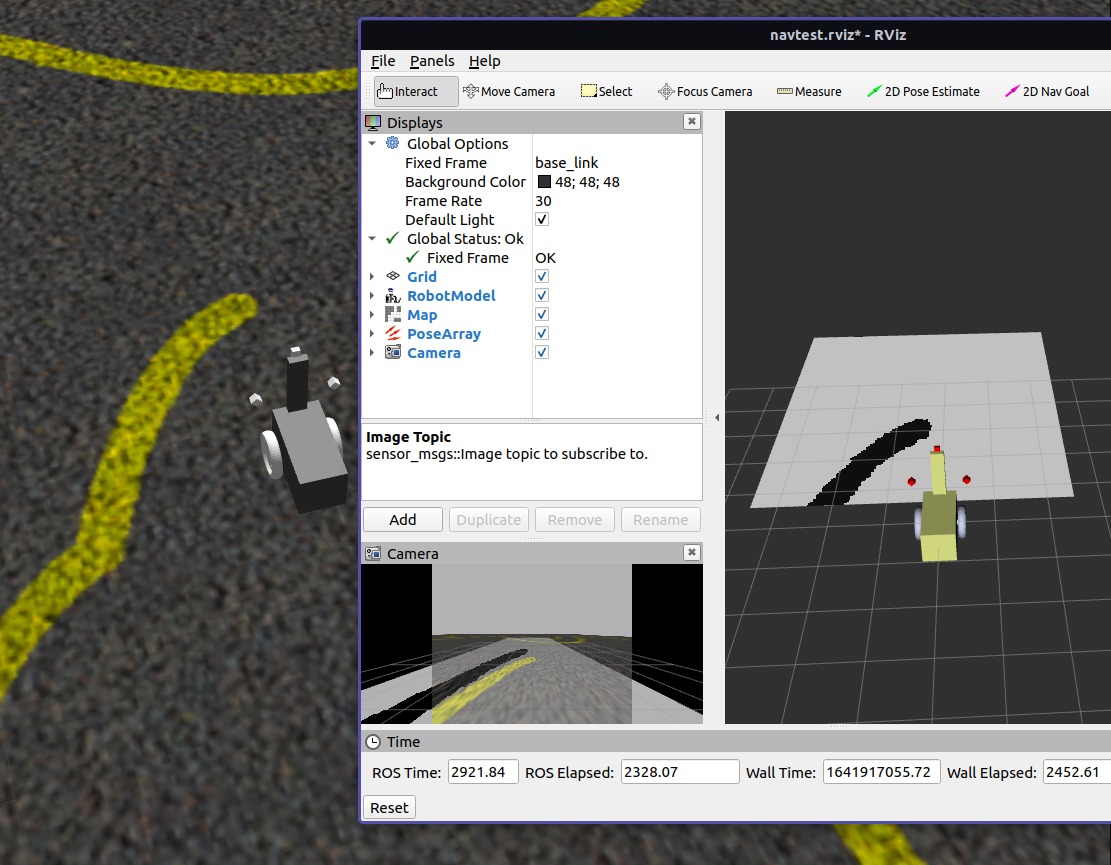 navtest.rviz* - RViz
File Panels Help
Interact Move Camera Select Focus Camera Measure 2D Pose Estimate 2D Nav Goal
Displays
Global Options
Fixed Frame base_link
Background Color 48; 48; 48
Frame Rate 30
Default Light
Global Status: Ok
Fixed Frame OK
Grid
RobotModel
Map
PoseArray
Camera
Image Topic
sensor_msgs::Image topic to subscribe to.
Add Duplicate Remove Rename
Camera
Time
ROS Time: 2921.84 ROS Elapsed: 2328.07 Wall Time: 1641917055.72 Wall Elapsed: 2452.61
Reset